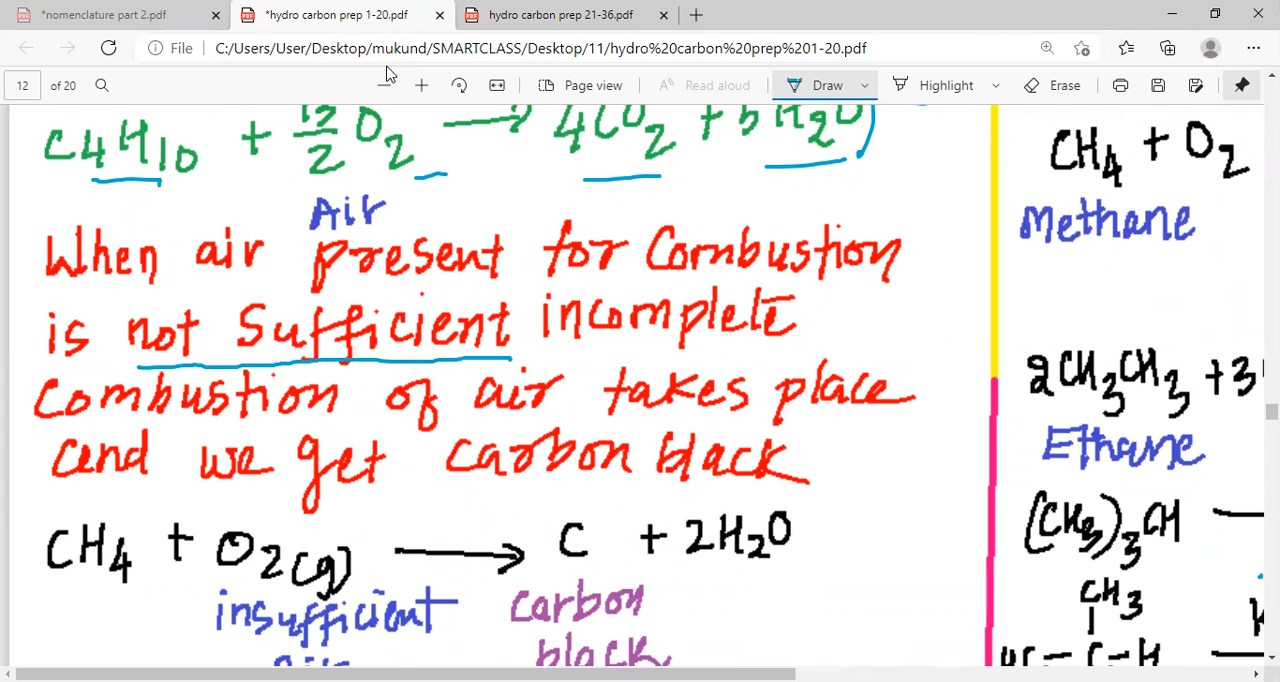 *nomenclature part 2.pdf
*hydro carbon prep 1-20.pdf
hydro carbon prep 21-36.pdf
File
C:/Users/User/Desktop/mukund/SMARTCLASS/Desktop/11/hydro%20carbon%20prep%201-20.pdf
12 of 20
Page view
Read aloud
Draw
Highlight
Erase
C4H10 + 13/2 O2 → 4CO2 + 5H2O
Air
When air present for Combustion
is not Sufficient incomplete
Combustion of air takes place
and we get carbon black
CH4 + O2(g) → C + 2H2O
insufficient carbon
air black
CH4 + O2
Methane
2CH3CH3 + 3
Ethane
(CH3)3CH
CH3
C-H